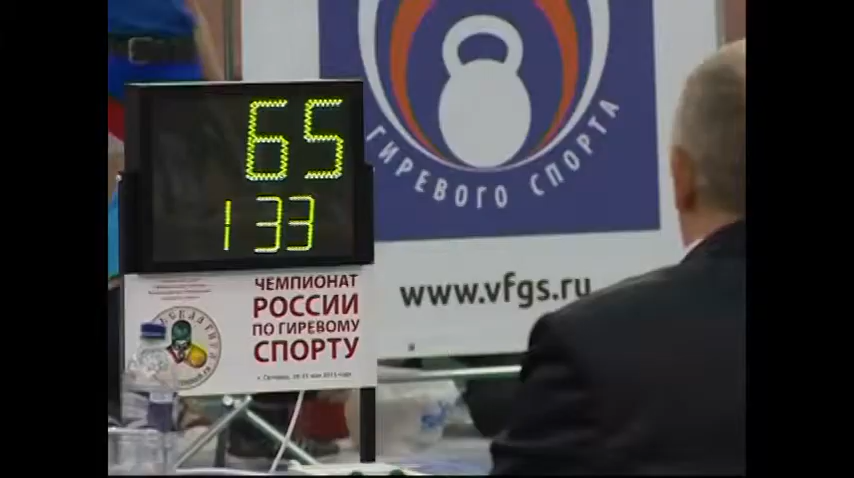 65
133
ГИРЕВОГО СПОРТА
www.vfgs.ru
ЧЕМПИОНАТ
РОССИИ
ПО ГИРЕВОМУ
СПОРТУ